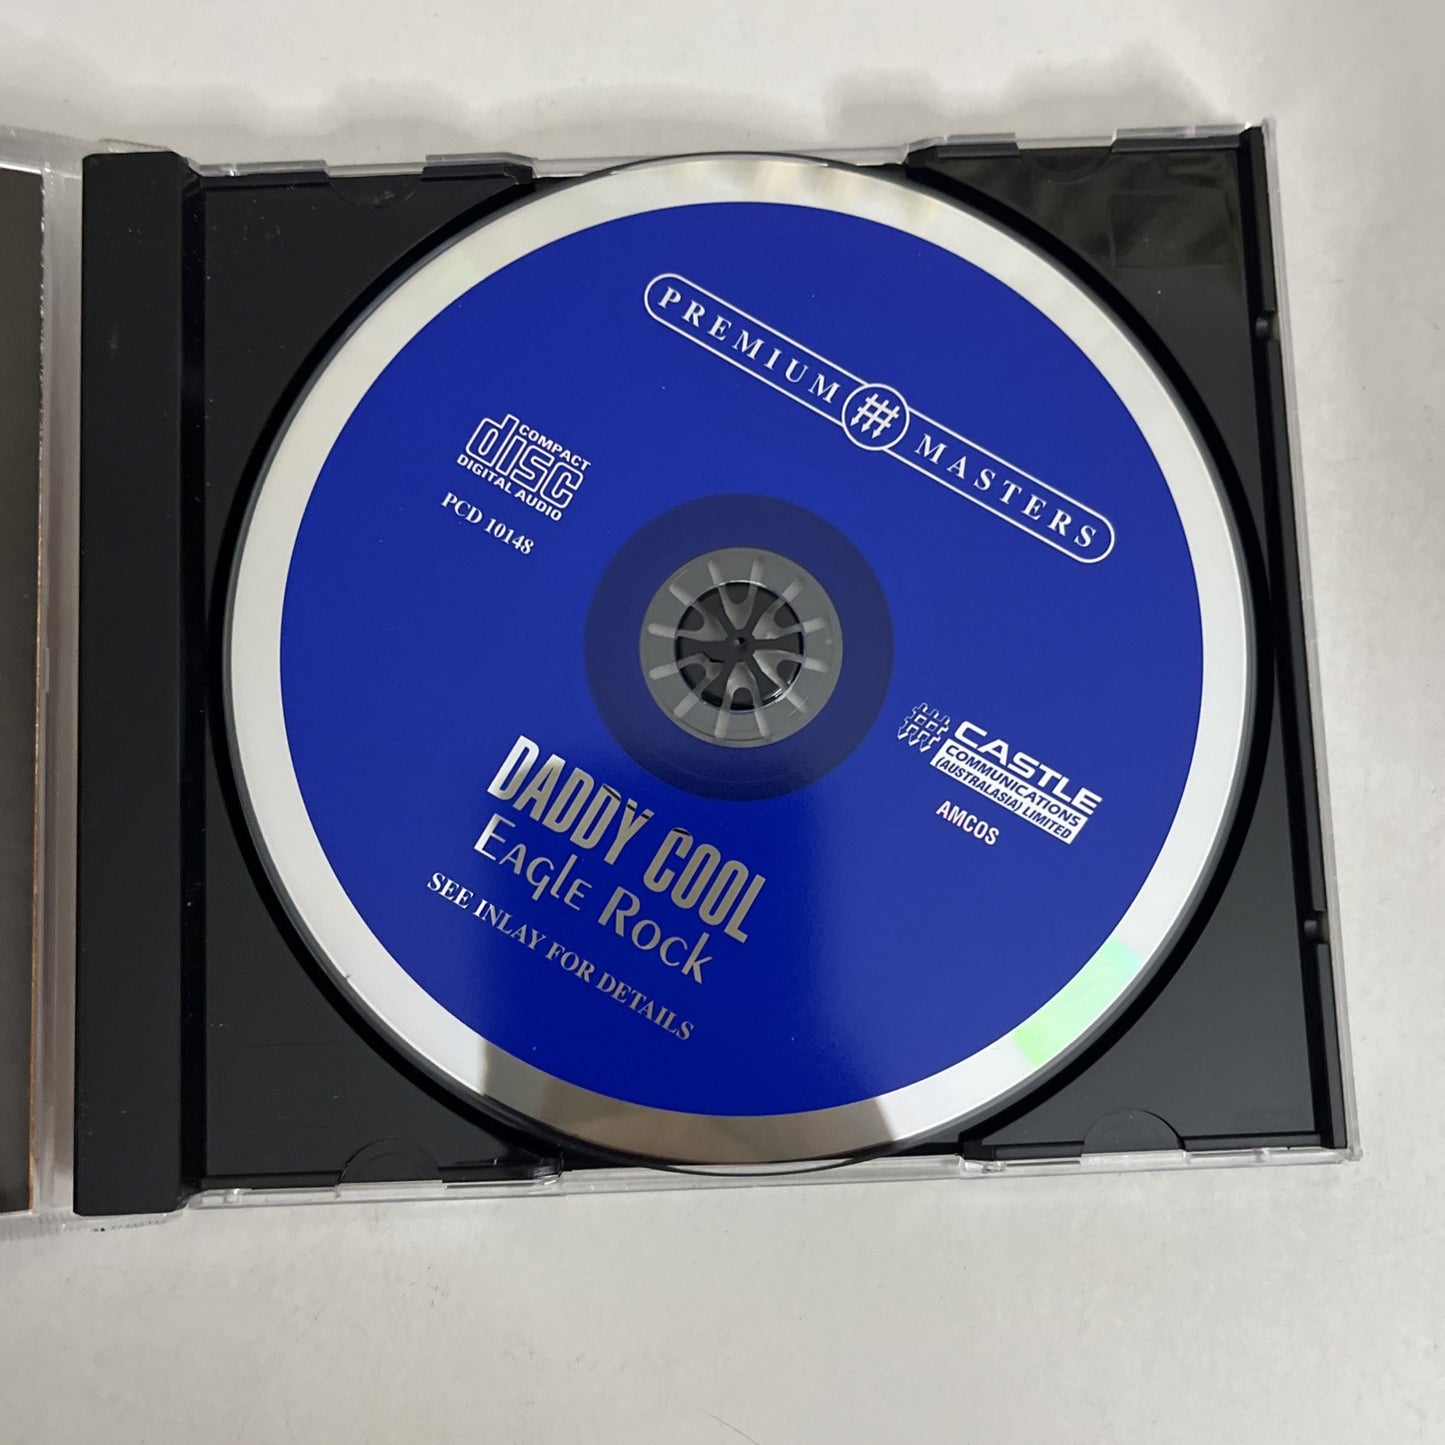 PREMIUM MASTERS
COMPACT
disc
DIGITAL AUDIO
PCD 10148
CASTLE
COMMUNICATIONS
(AUSTRALASIA) LIMITED
AMCOS
DADDY COOL
EAGLE ROCK
SEE INLAY FOR DETAILS